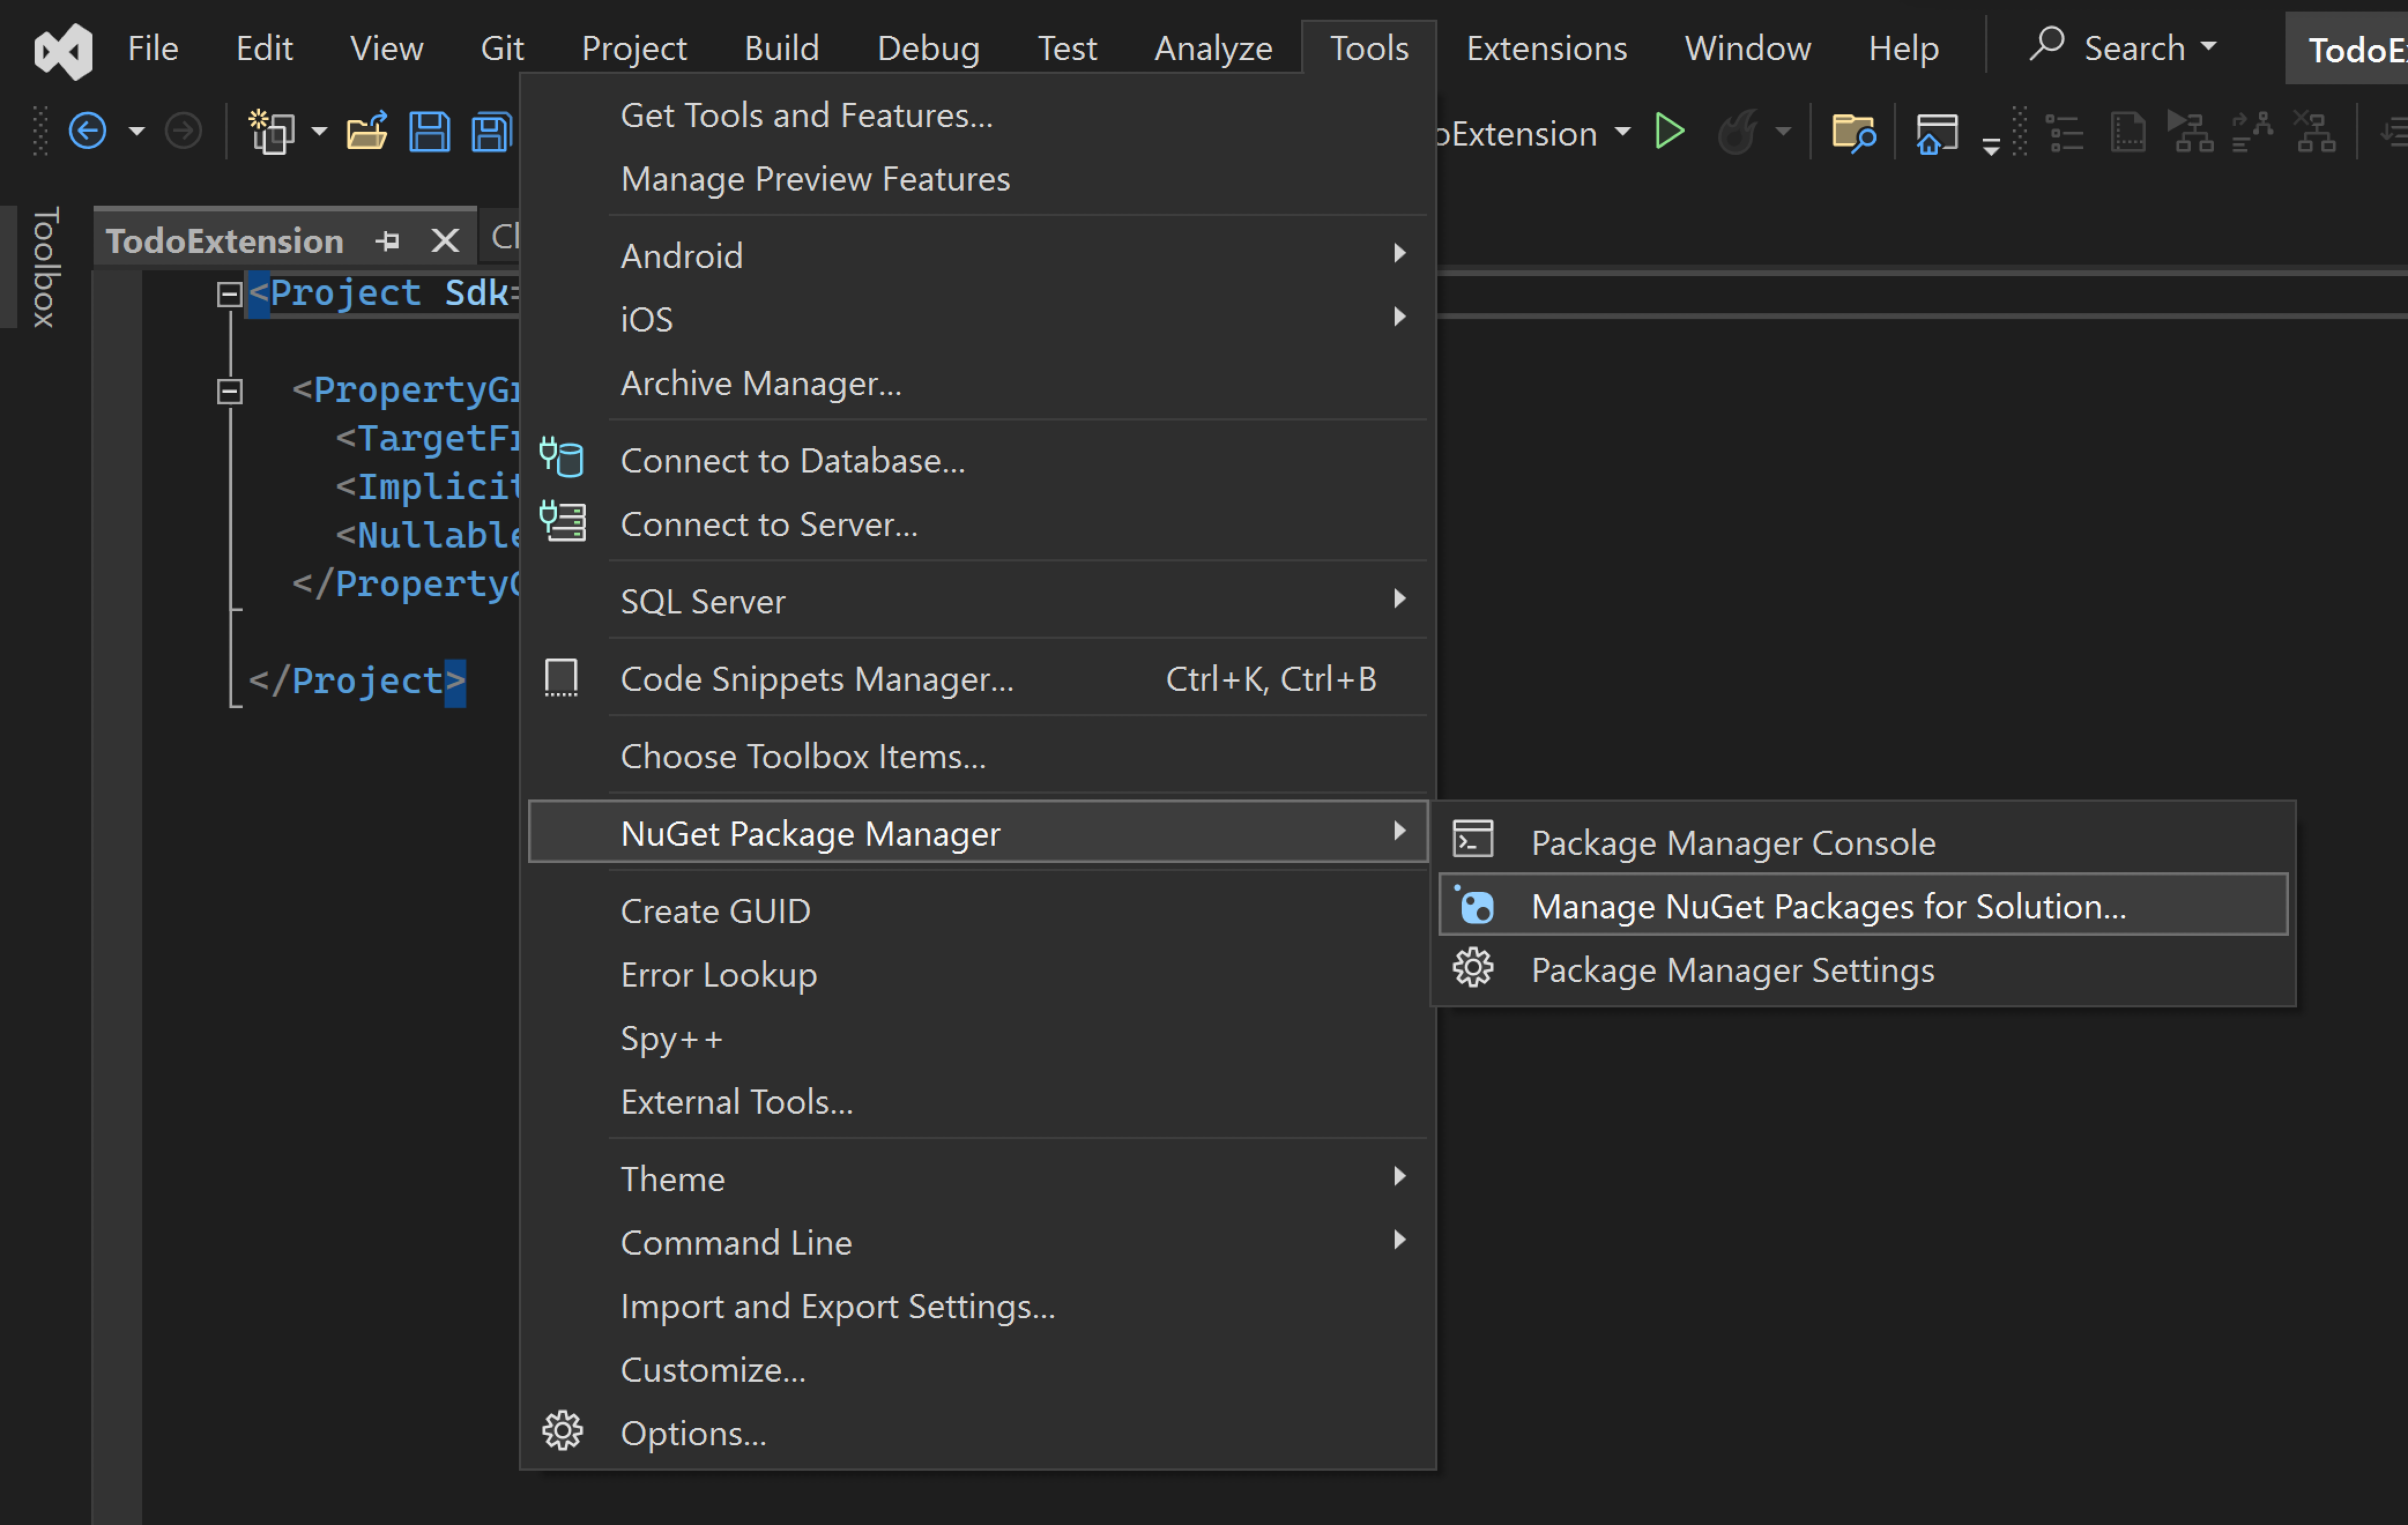 File Edit View Git Project Build Debug Test Analyze Tools Extensions Window Help Search TodoE
oExtension
Toolbox
TodoExtension Cl
<Project Sdk=
<PropertyGr
<TargetFr
<Implicit
<Nullable
</PropertyG
</Project>
Get Tools and Features...
Manage Preview Features
Android
iOS
Archive Manager...
Connect to Database...
Connect to Server...
SQL Server
Code Snippets Manager... Ctrl+K, Ctrl+B
Choose Toolbox Items...
NuGet Package Manager
Create GUID
Error Lookup
Spy++
External Tools...
Theme
Command Line
Import and Export Settings...
Customize...
Options...
Package Manager Console
Manage NuGet Packages for Solution...
Package Manager Settings